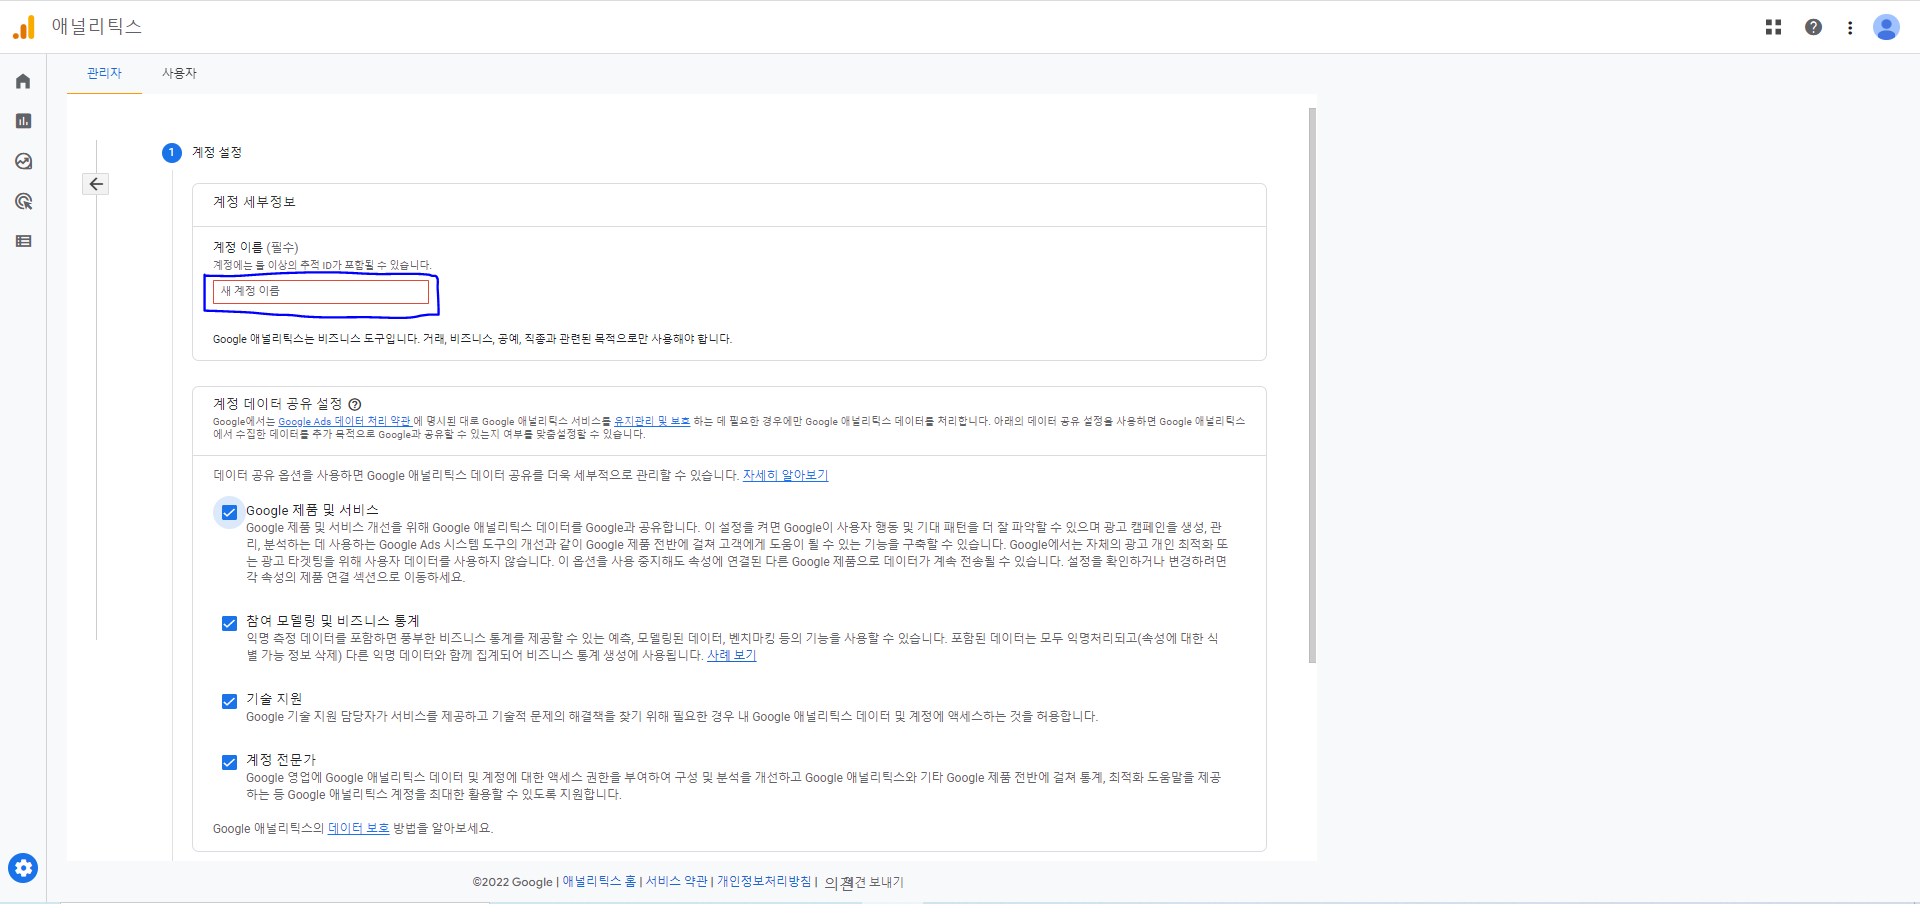 애널리틱스
관리자 사용자
1 계정 설정
계정 세부정보
계정 이름 (필수)
계정에는 둘 이상의 추적 ID가 포함될 수 있습니다.
새 계정 이름
Google 애널리틱스는 비즈니스 도구입니다. 거래, 비즈니스, 공예, 직종과 관련된 목적으로만 사용해야 합니다.
계정 데이터 공유 설정
Google에서는 Google Ads 데이터 처리 약관 에 명시된 대로 Google 애널리틱스 서비스를 유지관리 및 보호 하는 데 필요한 경우에만 Google 애널리틱스 데이터를 처리합니다. 아래의 데이터 공유 설정을 사용하면 Google 애널리틱스
에서 수집한 데이터를 추가 목적으로 Google과 공유할 수 있는지 여부를 맞춤설정할 수 있습니다.
데이터 공유 옵션을 사용하면 Google 애널리틱스 데이터 공유를 더욱 세부적으로 관리할 수 있습니다. 자세히 알아보기
Google 제품 및 서비스
Google 제품 및 서비스 개선을 위해 Google 애널리틱스 데이터를 Google과 공유합니다. 이 설정을 켜면 Google이 사용자 행동 및 기대 패턴을 더 잘 파악할 수 있으며 광고 캠페인을 생성, 관
리, 분석하는 데 사용하는 Google Ads 시스템 도구의 개선과 같이 Google 제품 전반에 걸쳐 고객에게 도움이 될 수 있는 기능을 구축할 수 있습니다. Google에서는 자체의 광고 개인 최적화 또
는 광고 타겟팅을 위해 사용자 데이터를 사용하지 않습니다. 이 옵션을 사용 중지해도 속성에 연결된 다른 Google 제품으로 데이터가 계속 전송될 수 있습니다. 설정을 확인하거나 변경하려면
각 속성의 제품 연결 섹션으로 이동하세요.
참여 모델링 및 비즈니스 통계
익명 측정 데이터를 포함하면 풍부한 비즈니스 통계를 제공할 수 있는 예측, 모델링된 데이터, 벤치마킹 등의 기능을 사용할 수 있습니다. 포함된 데이터는 모두 익명처리되고(속성에 대한 식
별 가능 정보 삭제) 다른 익명 데이터와 함께 집계되어 비즈니스 통계 생성에 사용됩니다. 사례 보기
기술 지원
Google 기술 지원 담당자가 서비스를 제공하고 기술적 문제의 해결책을 찾기 위해 필요한 경우 내 Google 애널리틱스 데이터 및 계정에 액세스하는 것을 허용합니다.
계정 전문가
Google 영업에 Google 애널리틱스 데이터 및 계정에 대한 액세스 권한을 부여하여 구성 및 분석을 개선하고 Google 애널리틱스와 기타 Google 제품 전반에 걸쳐 통계, 최적화 도움말을 제공
하는 등 Google 애널리틱스 계정을 최대한 활용할 수 있도록 지원합니다.
Google 애널리틱스의 데이터 보호 방법을 알아보세요.
©2022 Google | 애널리틱스 홈 | 서비스 약관 | 개인정보처리방침 | 의견 의견 보내기